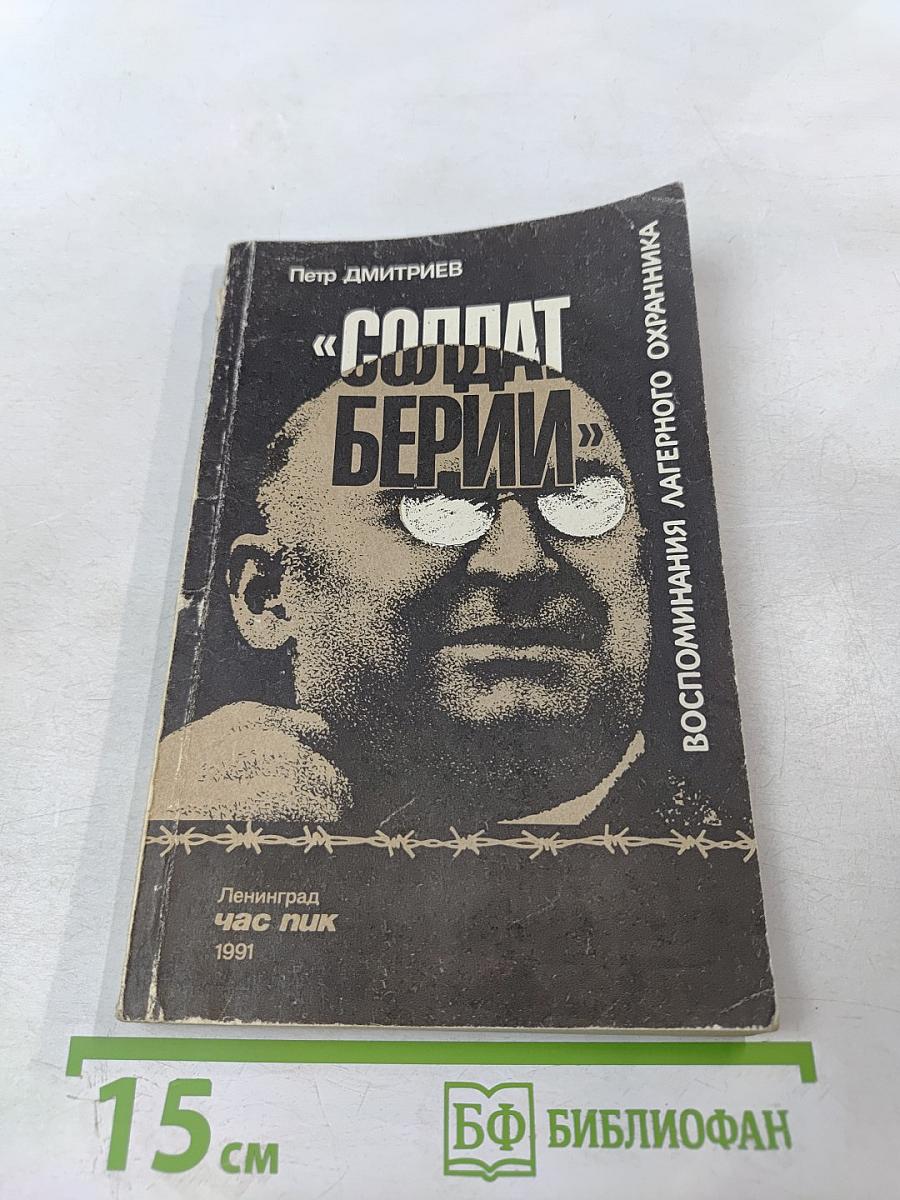 Петр ДМИТРИЕВ
«СОЛДАТ
БЕРИИ»
ВОСПОМИНАНИЯ ЛАГЕРНОГО ОХРАННИКА
Ленинград
час пик
1991
15 см
БФ БИБЛИОФАН